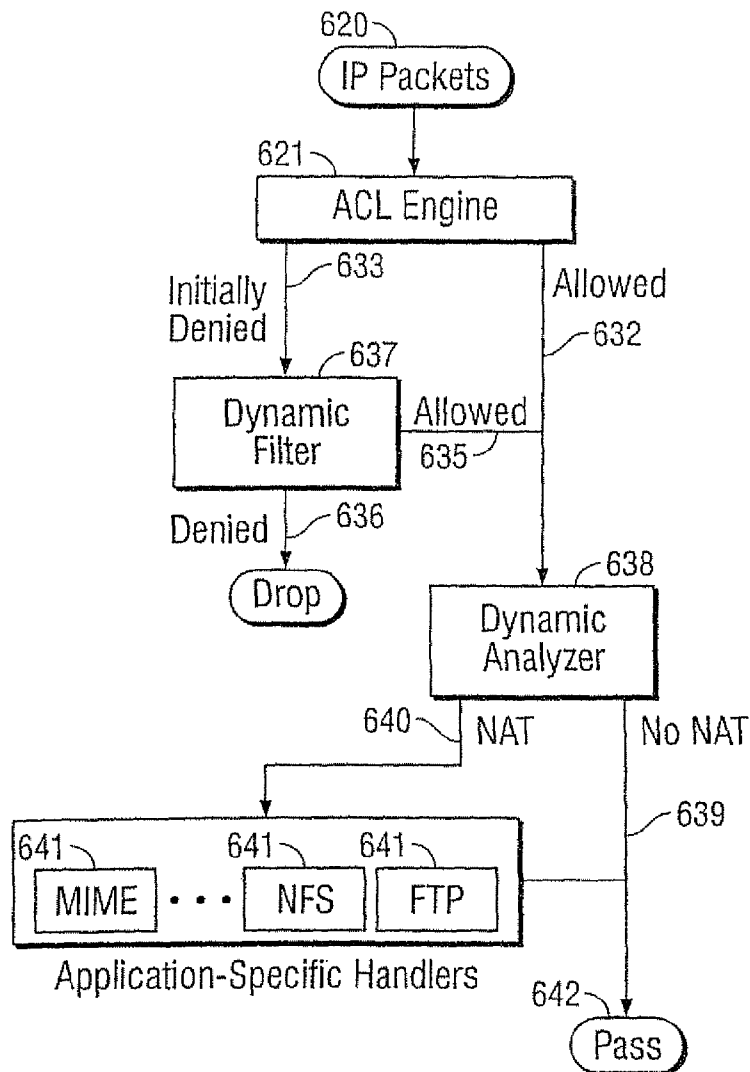 620
IP Packets
621
ACL Engine
633
Initially
Denied
Allowed
632
637
Dynamic
Filter
Allowed
635
Denied
636
Drop
638
Dynamic
Analyzer
640
NAT
No NAT
639
641
641
641
MIME
• • •
NFS
FTP
Application-Specific Handlers
642
Pass